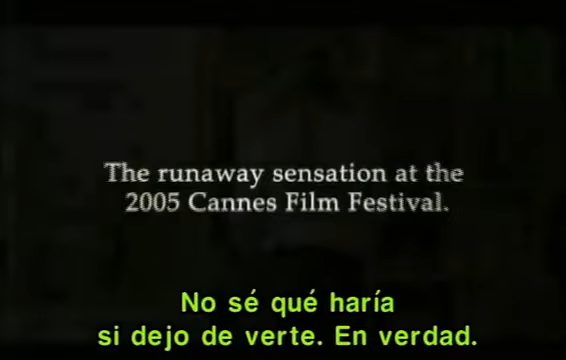 The runaway sensation at the
2005 Cannes Film Festival.
No sé qué haría
si dejo de verte. En verdad.